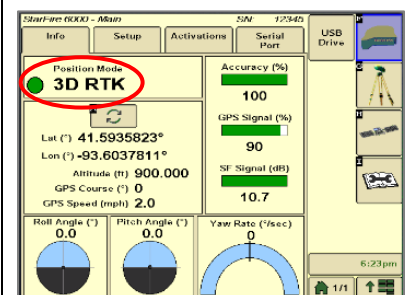 StarFire 6000 - Main
SN: 12345
Info
Setup
Activations
Serial
Port
USB
Drive
Position Mode
3D RTK
Accuracy (%)
100
GPS Signal (%)
90
SF Signal (dB)
10.7
Lat (°) 41.5935823°
Lon (°) -93.6037811°
Altitude (ft) 900.000
GPS Course (°) 0
GPS Speed (mph) 2.0
Roll Angle (°)
0.0
Pitch Angle (°)
0.0
Yaw Rate (°/sec)
0
6:23pm
1/1